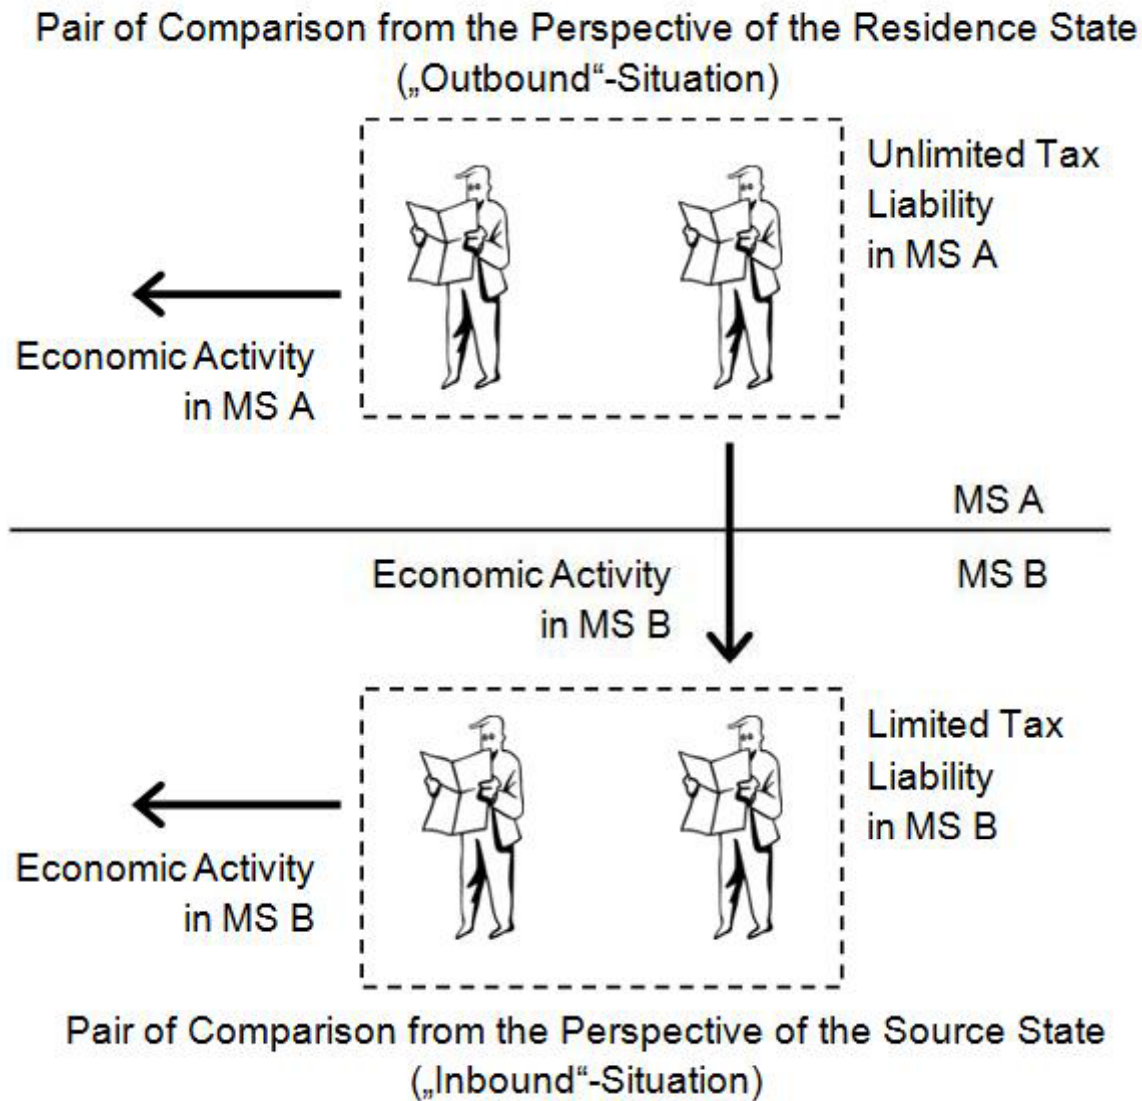 Pair of Comparison from the Perspective of the Residence State
(„Outbound“-Situation)
Unlimited Tax
Liability
in MS A
Economic Activity
in MS A
MS A
Economic Activity
in MS B
MS B
Limited Tax
Liability
in MS B
Economic Activity
in MS B
Pair of Comparison from the Perspective of the Source State
(„Inbound“-Situation)